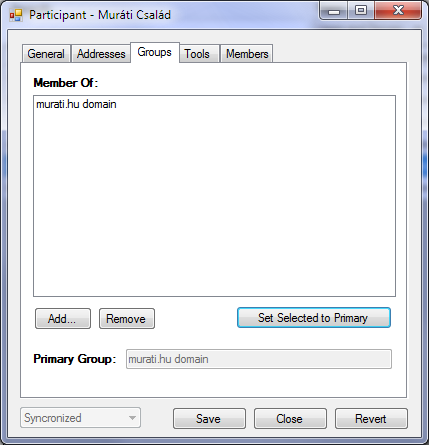 Participant - Muráti Család
General Addresses Groups Tools Members
Member Of:
murati.hu domain
Add... Remove Set Selected to Primary
Primary Group: murati.hu domain
Syncronized Save Close Revert